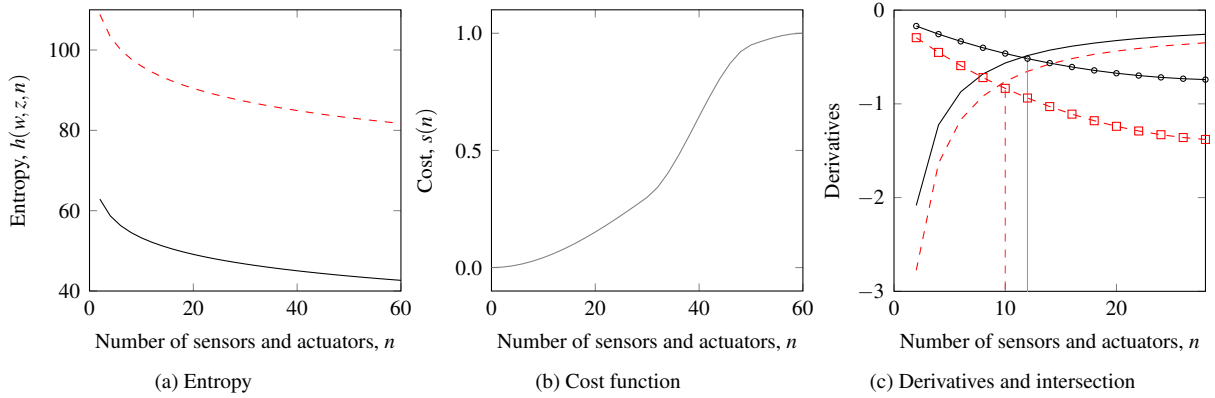 100
80
60
40
0
20
40
60
Entropy, h(w, z, n)
Number of sensors and actuators, n
(a) Entropy
1.0
0.5
0.0
0
20
40
60
Cost, s(n)
Number of sensors and actuators, n
(b) Cost function
0
−1
−2
−3
0
10
20
Derivatives
Number of sensors and actuators, n
(c) Derivatives and intersection